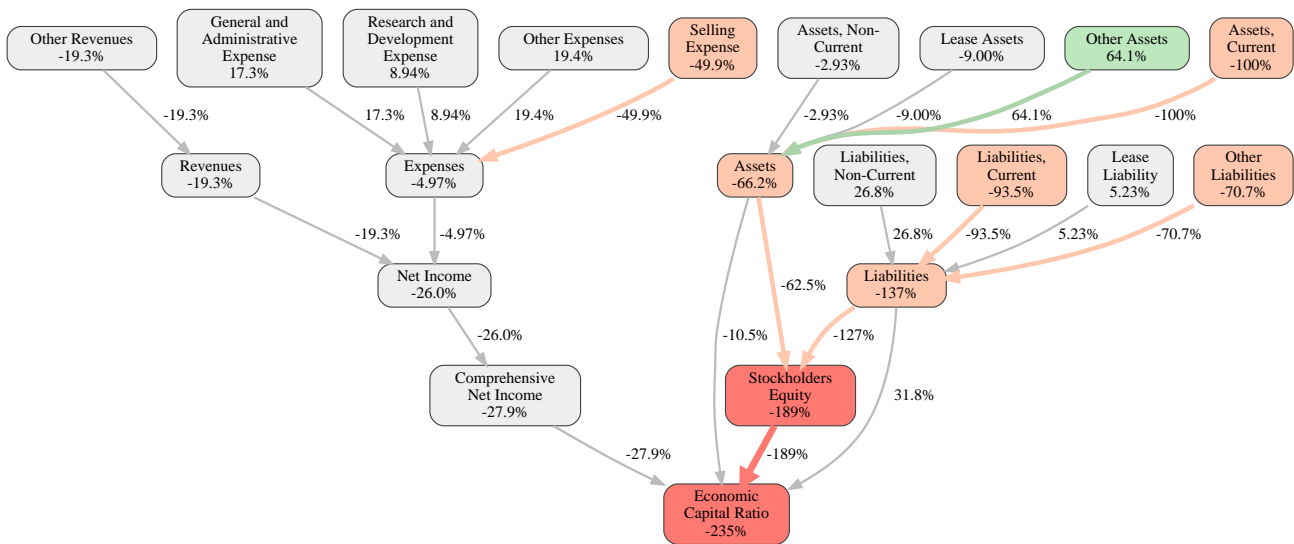 Other Revenues
-19.3%
General and
Administrative
Expense
17.3%
Research and
Development
Expense
8.94%
Other Expenses
19.4%
Selling
Expense
-49.9%
Assets, Non-
Current
-2.93%
Lease Assets
-9.00%
Other Assets
64.1%
Assets,
Current
-100%
-19.3%
17.3%
8.94%
19.4%
-49.9%
-2.93%
-9.00%
64.1%
-100%
Revenues
-19.3%
Expenses
-4.97%
Assets
-66.2%
Liabilities,
Non-Current
26.8%
Liabilities,
Current
-93.5%
Lease
Liability
5.23%
Other
Liabilities
-70.7%
-19.3%
-4.97%
26.8%
-93.5%
5.23%
-70.7%
Net Income
-26.0%
Liabilities
-137%
-62.5%
-26.0%
-10.5%
-127%
31.8%
Comprehensive
Net Income
-27.9%
Stockholders
Equity
-189%
-27.9%
-189%
Economic
Capital Ratio
-235%